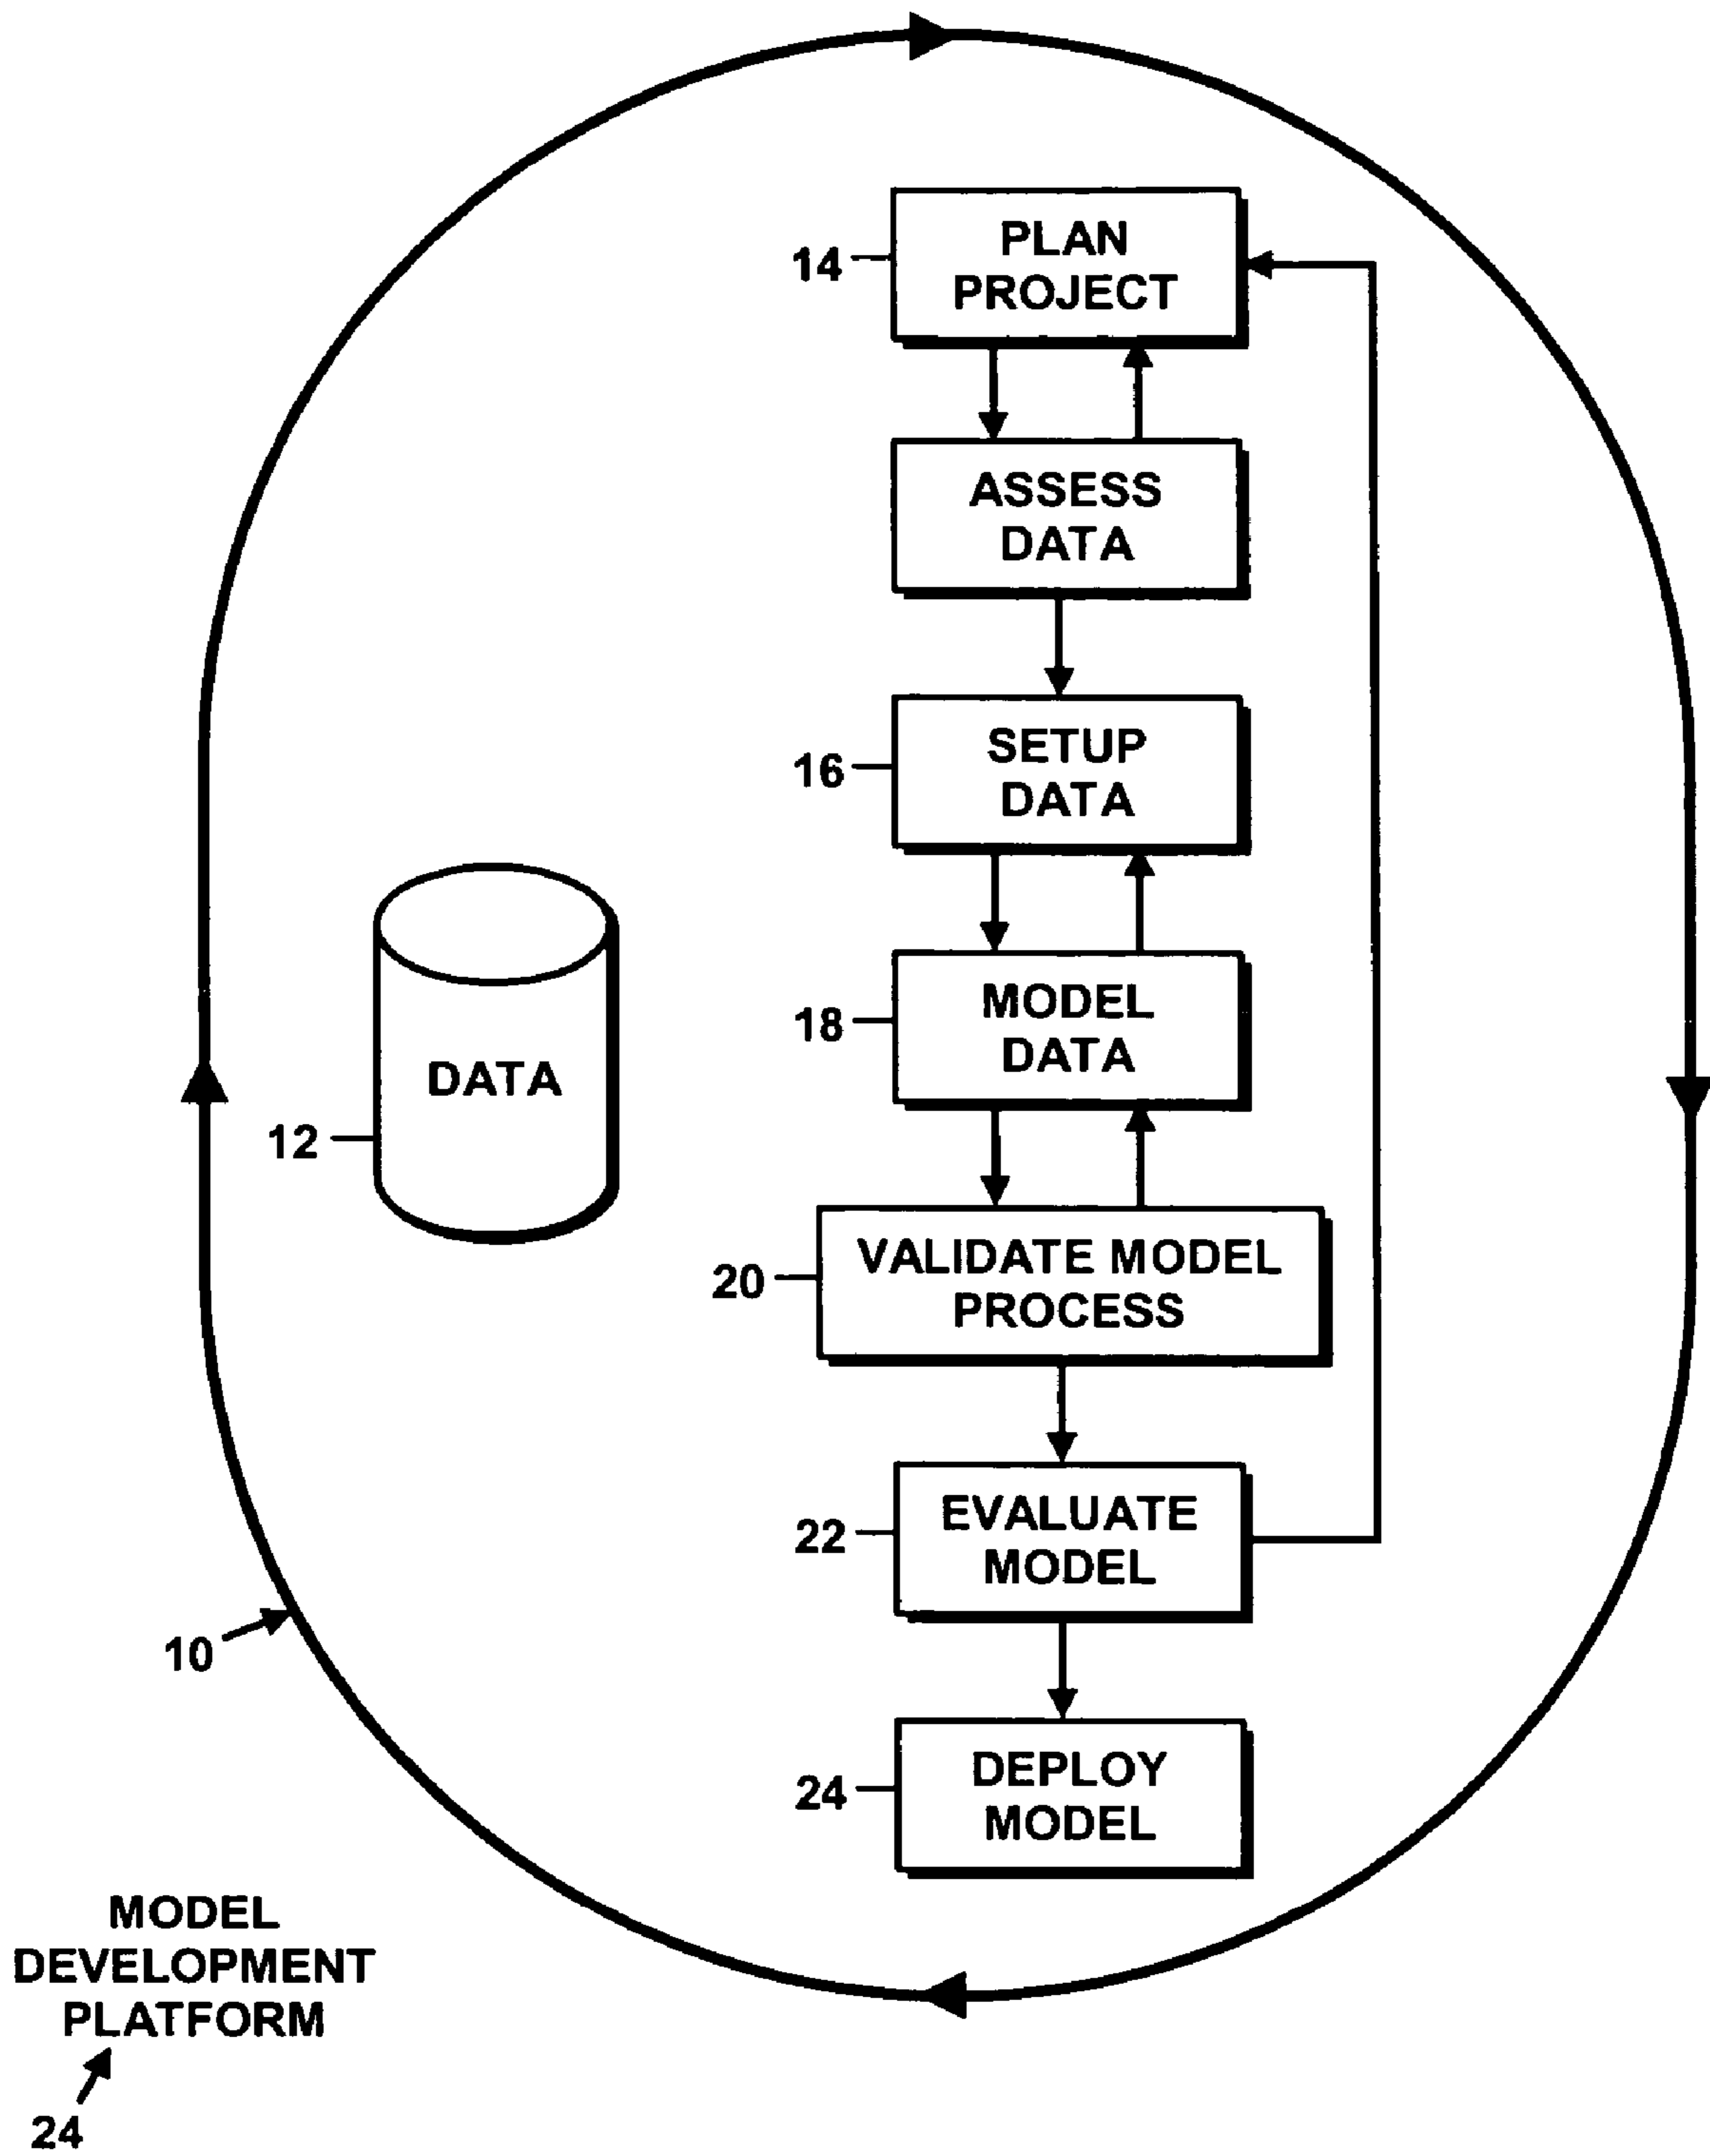 14
PLAN
PROJECT
ASSESS
DATA
16
SETUP
DATA
18
MODEL
DATA
DATA
12
20
VALIDATE MODEL
PROCESS
22
EVALUATE
MODEL
10
24
DEPLOY
MODEL
MODEL
DEVELOPMENT
PLATFORM
24